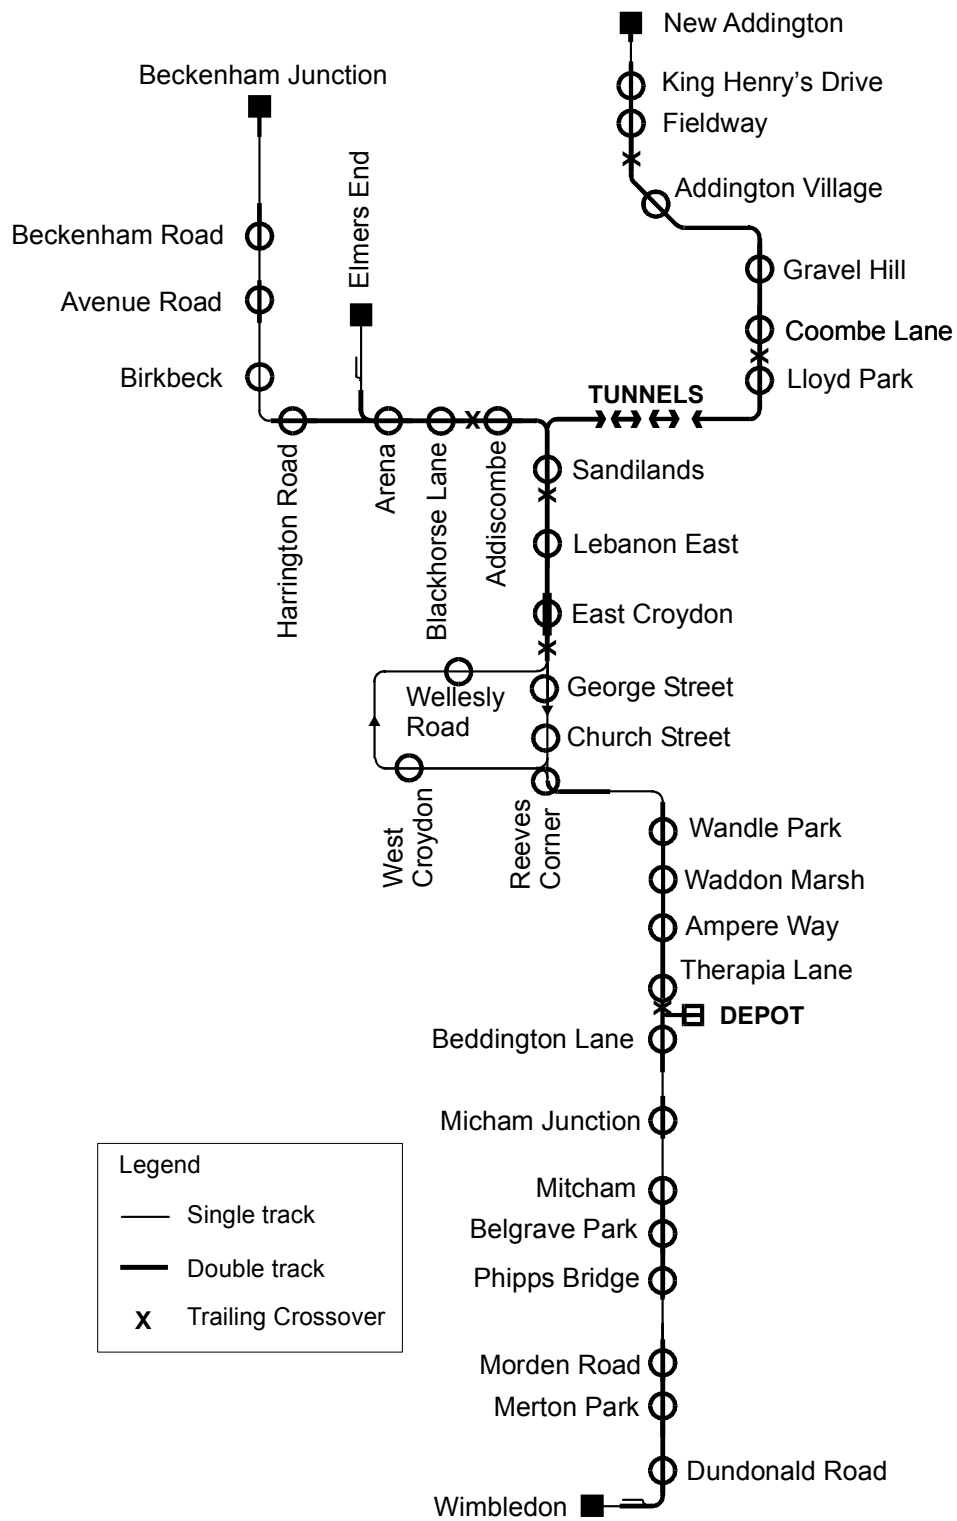 New Addington
Beckenham Junction
King Henry's Drive
Fieldway
Elmers End
Addington Village
Beckenham Road
Gravel Hill
Avenue Road
Coombe Lane
Birkbeck
Lloyd Park
TUNNELS
Harrington Road
Arena
Blackhorse Lane
Addiscombe
Sandilands
Lebanon East
East Croydon
Wellesly
Road
George Street
Church Street
West
Croydon
Reeves
Corner
Wandle Park
Waddon Marsh
Ampere Way
Therapia Lane
DEPOT
Beddington Lane
Micham Junction
Legend
Single track
Double track
X Trailing Crossover
Mitcham
Belgrave Park
Phipps Bridge
Morden Road
Merton Park
Dundonald Road
Wimbledon